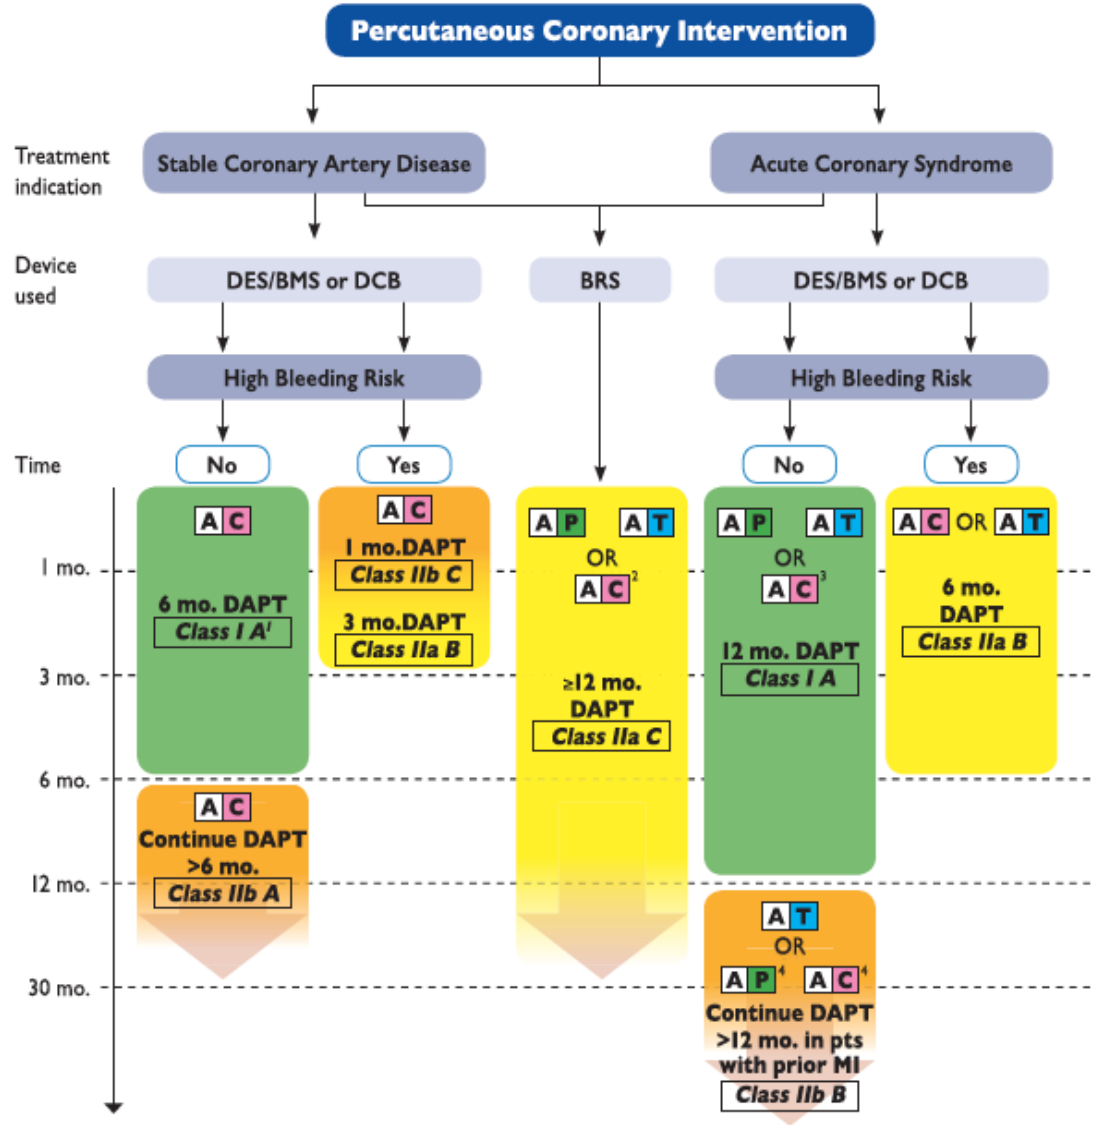 Percutaneous Coronary Intervention
Treatment
indication
Stable Coronary Artery Disease
Acute Coronary Syndrome
Device
used
DES/BMS or DCB
BRS
DES/BMS or DCB
High Bleeding Risk
High Bleeding Risk
Time
No
Yes
No
Yes
1 mo.
3 mo.
6 mo.
12 mo.
30 mo.
A C
6 mo. DAPT
Class I A¹
A C
Continue DAPT
>6 mo.
Class IIb A
A C
1 mo.DAPT
Class IIb C
3 mo.DAPT
Class IIa B
A P A T
OR
A C²
≥12 mo.
DAPT
Class IIa C
A P A T
OR
A C³
12 mo. DAPT
Class I A
A T
OR
A P⁴ A C⁴
Continue DAPT
>12 mo. in pts
with prior MI
Class IIb B
A C OR A T
6 mo.
DAPT
Class IIa B